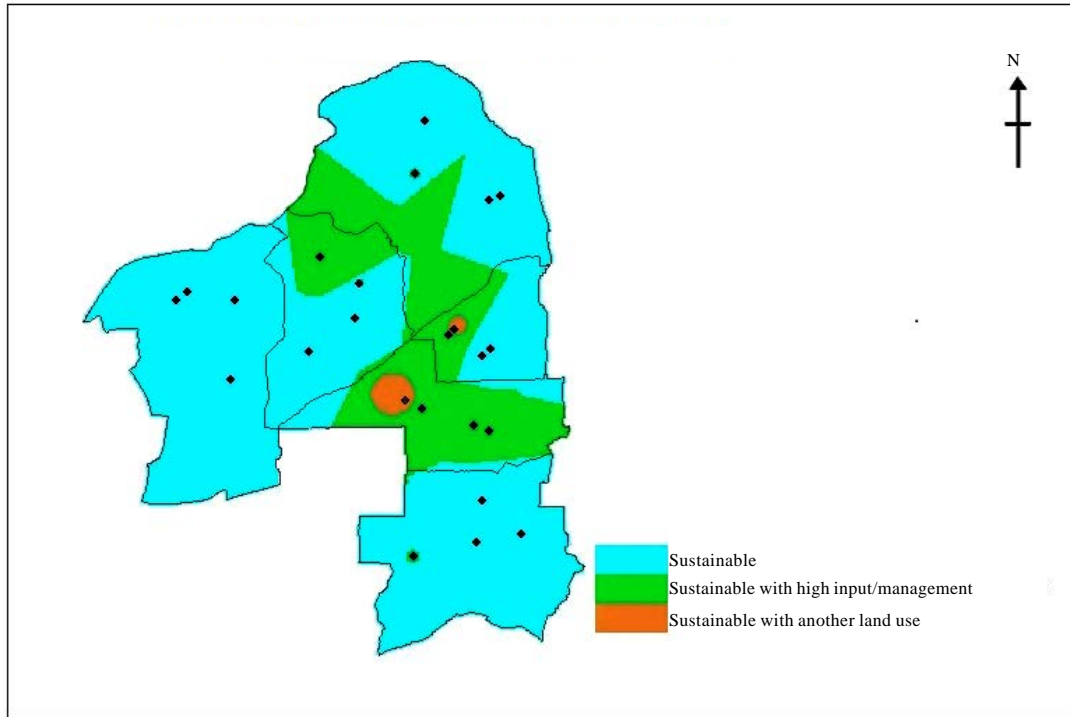 N
Sustainable
Sustainable with high input/management
Sustainable with another land use